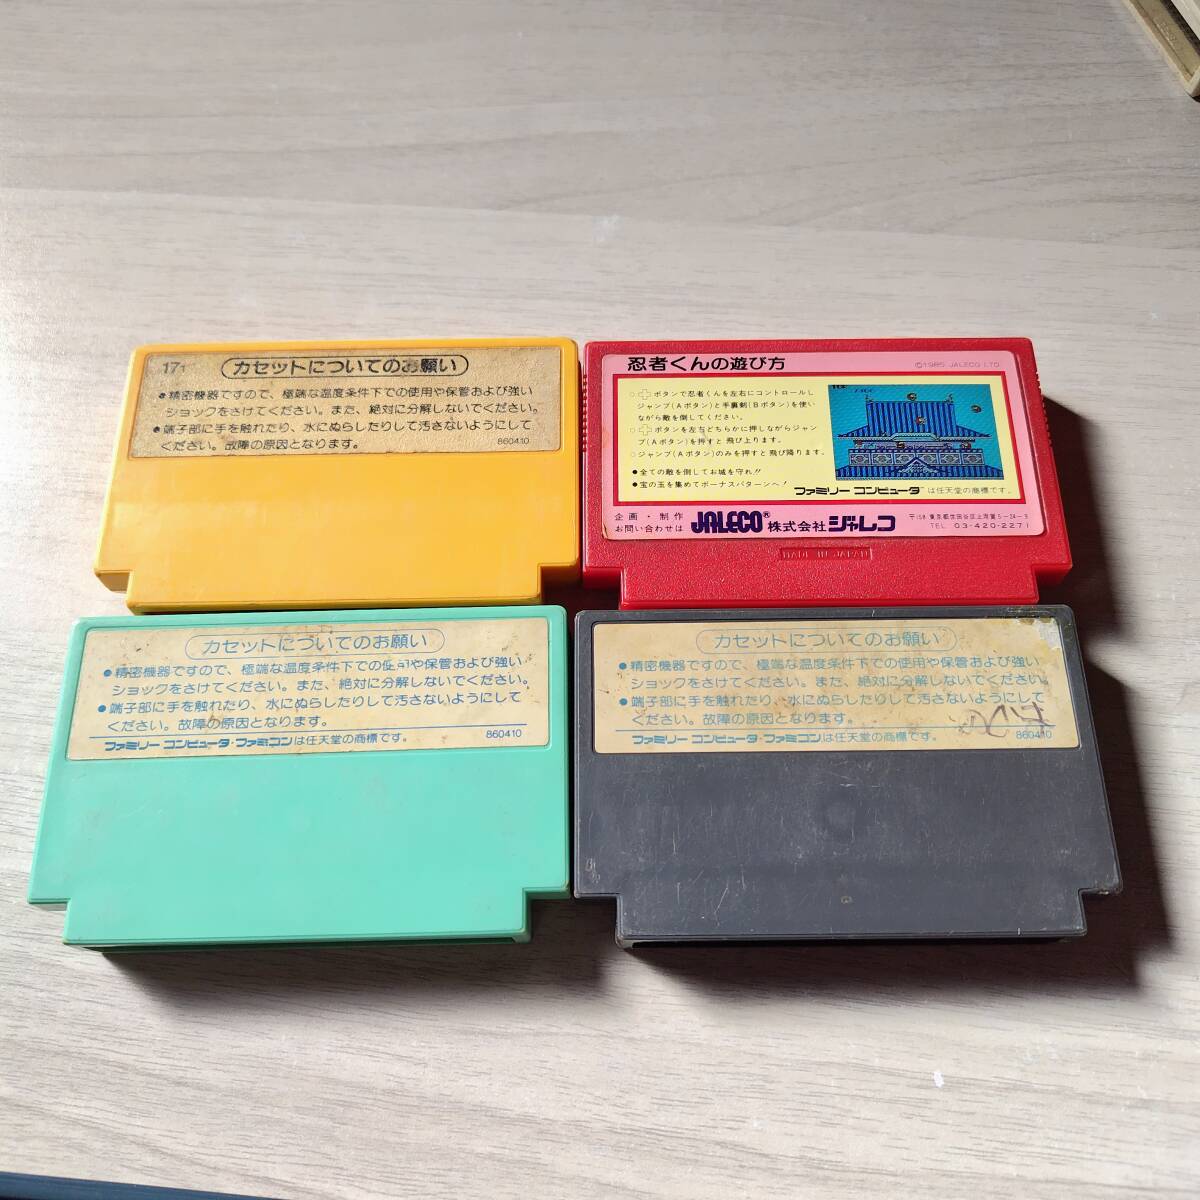 171
カセットについてのお願い
●精密機器ですので、極端な温度条件下での使用や保管および強い
ショックをさけてください。また、絶対に分解しないでください。
●端子部に手を触れたり、水にぬらしたりして汚さないようにして
ください。故障の原因となります。
860410
忍者くんの遊び方
©1985 JALECO LTD
○十ボタンで忍者くんを左右にコントロールし
ジャンプ(Aボタン)と手裏剣(Bボタン)を使い
ながら敵を倒してください。
○十ボタンを左右どちらかに押しながらジャン
プ(Aボタン)を押すと飛び上ります。
○ジャンプ(Aボタン)のみを押すと飛び降ります。
●全ての敵を倒してお城を守れ!!
●宝の玉を集めてボーナスパターンへ!
ファミリー コンピュータは任天堂の商標です。
企画・制作
お問い合わせは JALECO® 株式会社ジャレコ
〒158 東京都世田谷区上用賀5-24-9
TEL 03-420-2271
MADE IN JAPAN
カセットについてのお願い
●精密機器ですので、極端な温度条件下での使用や保管および強い
ショックをさけてください。また、絶対に分解しないでください。
●端子部に手を触れたり、水にぬらしたりして汚さないようにして
ください。故障の原因となります。
860410
ファミリー コンピュータ・ファミコンは任天堂の商標です。
カセットについてのお願い
●精密機器ですので、極端な温度条件下での使用や保管および強い
ショックをさけてください。また、絶対に分解しないでください。
●端子部に手を触れたり、水にぬらしたりして汚さないようにして
ください。故障の原因となります。
860410
ファミリー コンピュータ・ファミコンは任天堂の商標です。